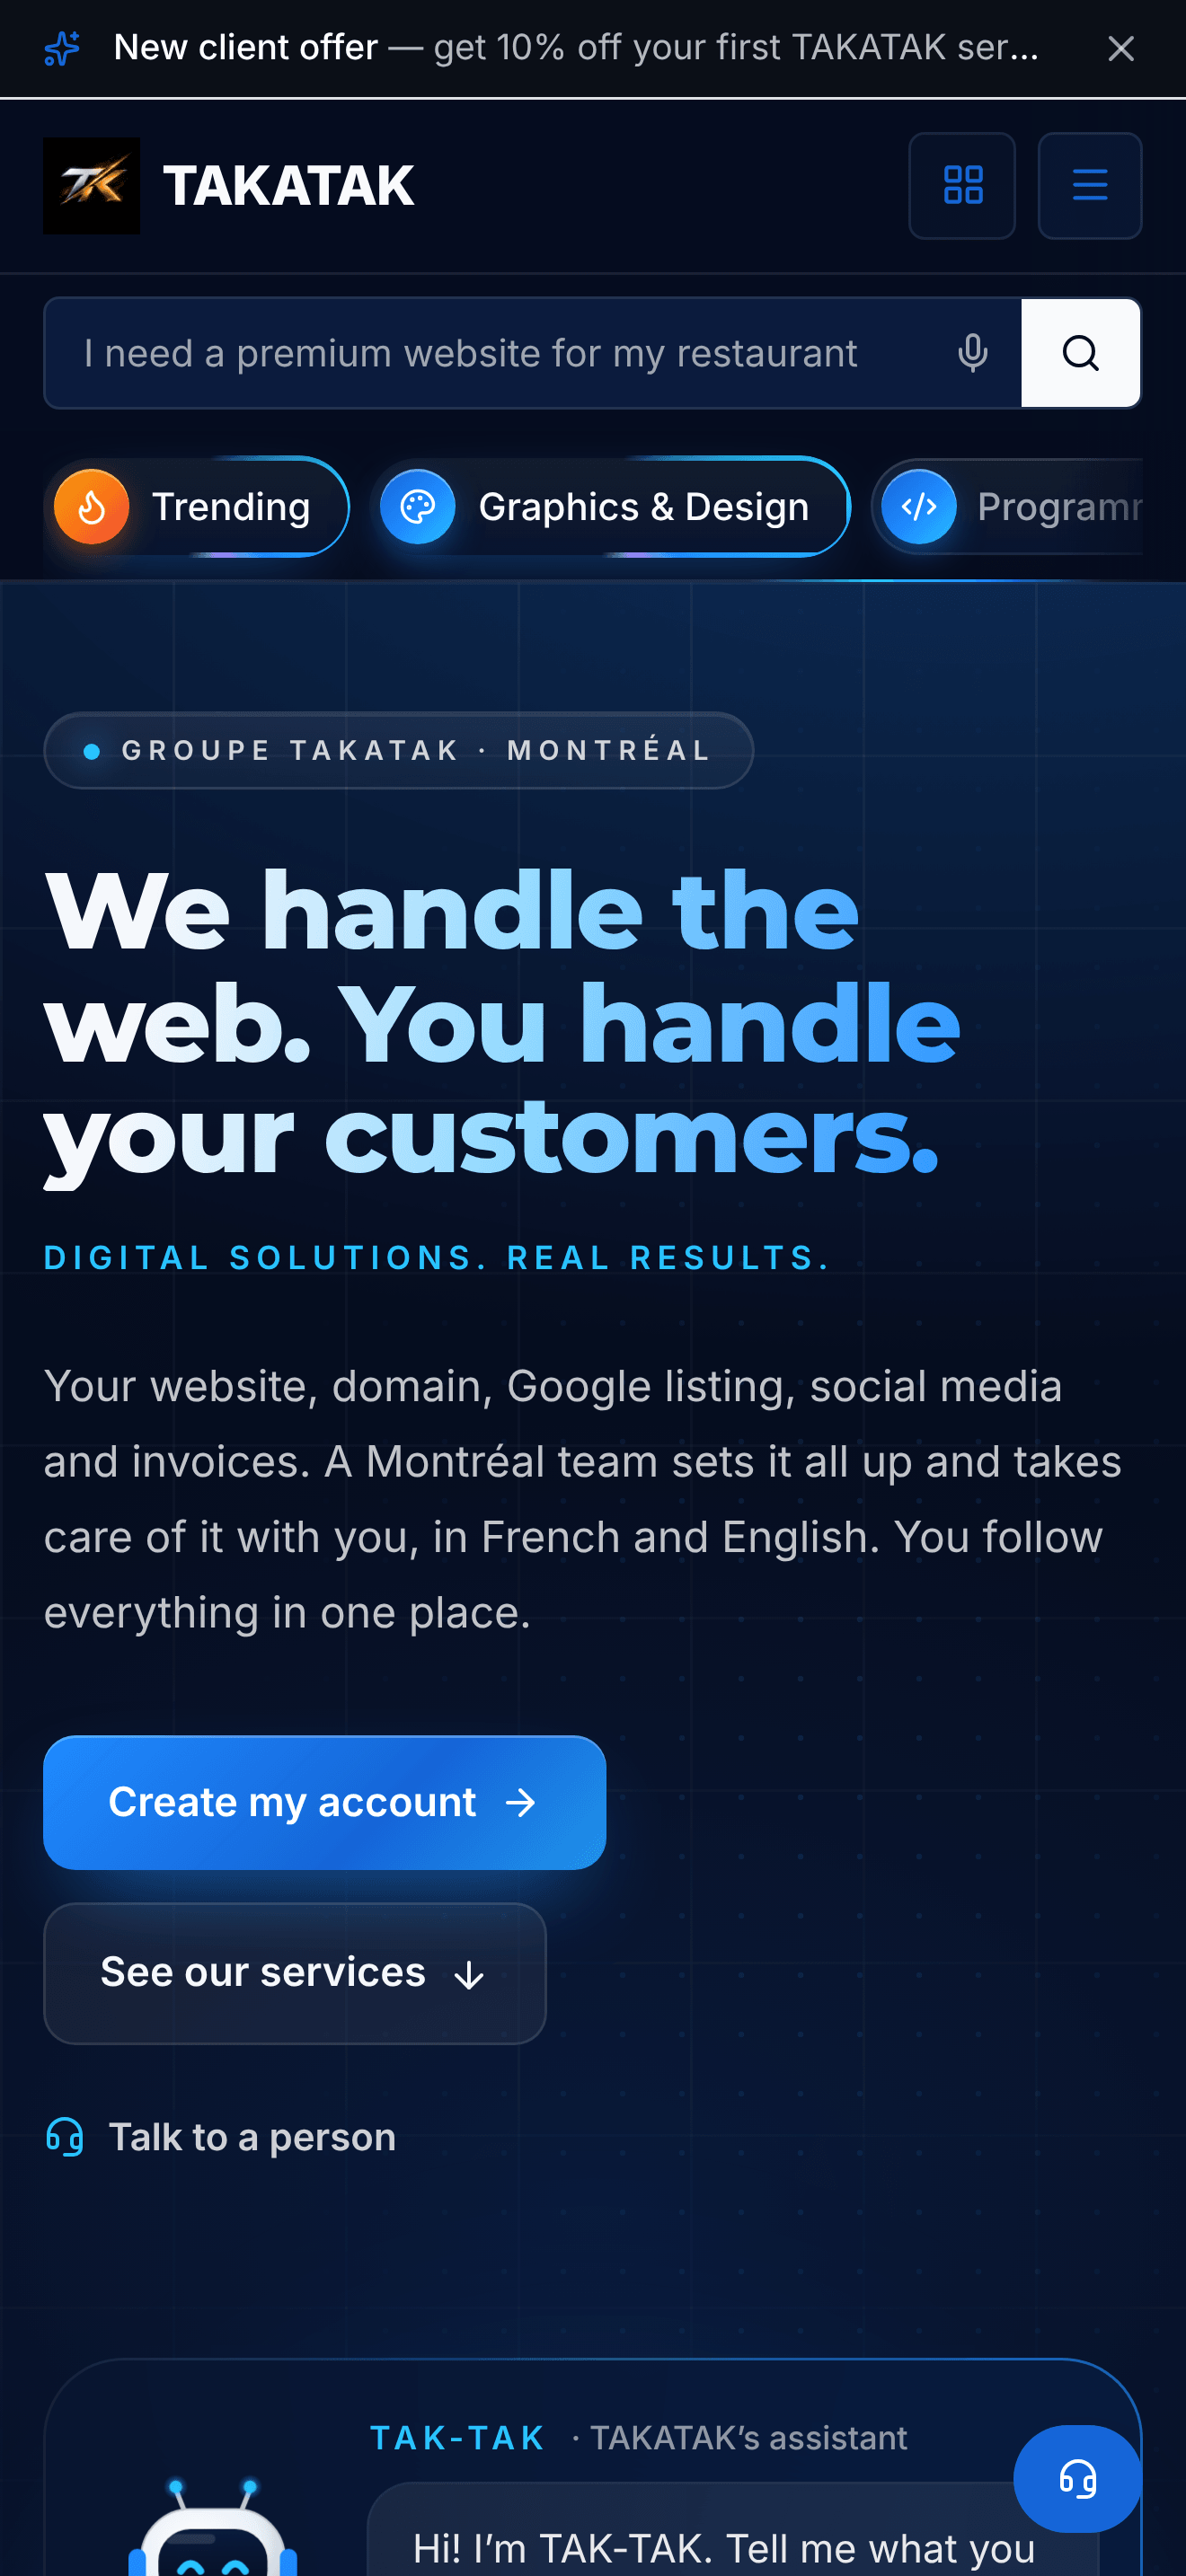 New client offer — get 10% off your first TAKATAK ser...
TK
TAKATAK
I need a premium website for my restaurant
Trending
Graphics & Design
Programm
GROUPE TAKATAK · MONTRÉAL
We handle the
web. You handle
your customers.
DIGITAL SOLUTIONS. REAL RESULTS.
Your website, domain, Google listing, social media
and invoices. A Montréal team sets it all up and takes
care of it with you, in French and English. You follow
everything in one place.
Create my account
See our services
Talk to a person
TAK-TAK · TAKATAK’s assistant
Hi! I’m TAK-TAK. Tell me what you